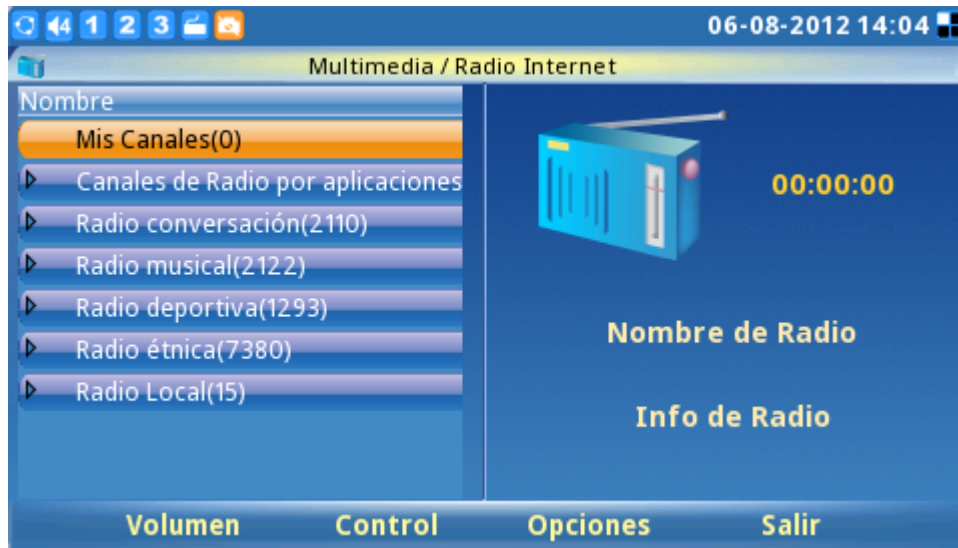 4 1 2 3 06-08-2012 14:04
Multimedia / Radio Internet
Nombre
Mis Canales(0)
Canales de Radio por aplicaciones
Radio conversación(2110)
Radio musical(2122)
Radio deportiva(1293)
Radio étnica(7380)
Radio Local(15)
00:00:00
Nombre de Radio
Info de Radio
Volumen Control Opciones Salir